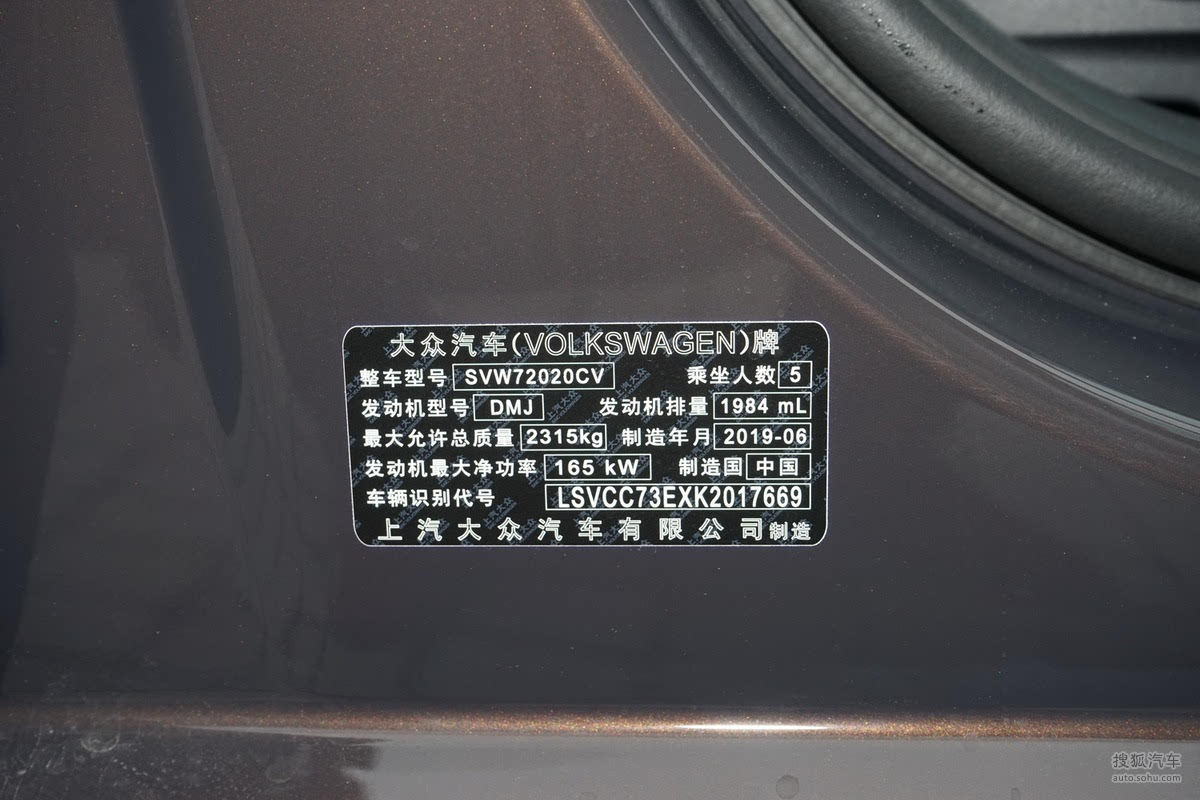 大众汽车(VOLKSWAGEN)牌
整车型号 SVW72020CV 乘坐人数 5
发动机型号 DMJ 发动机排量 1984 mL
最大允许总质量 2315kg 制造年月 2019-06
发动机最大净功率 165 kW 制造国 中国
车辆识别代号 LSVCC73EXK2017669
上汽大众汽车有限公司制造
搜狐汽车
auto.sohu.com